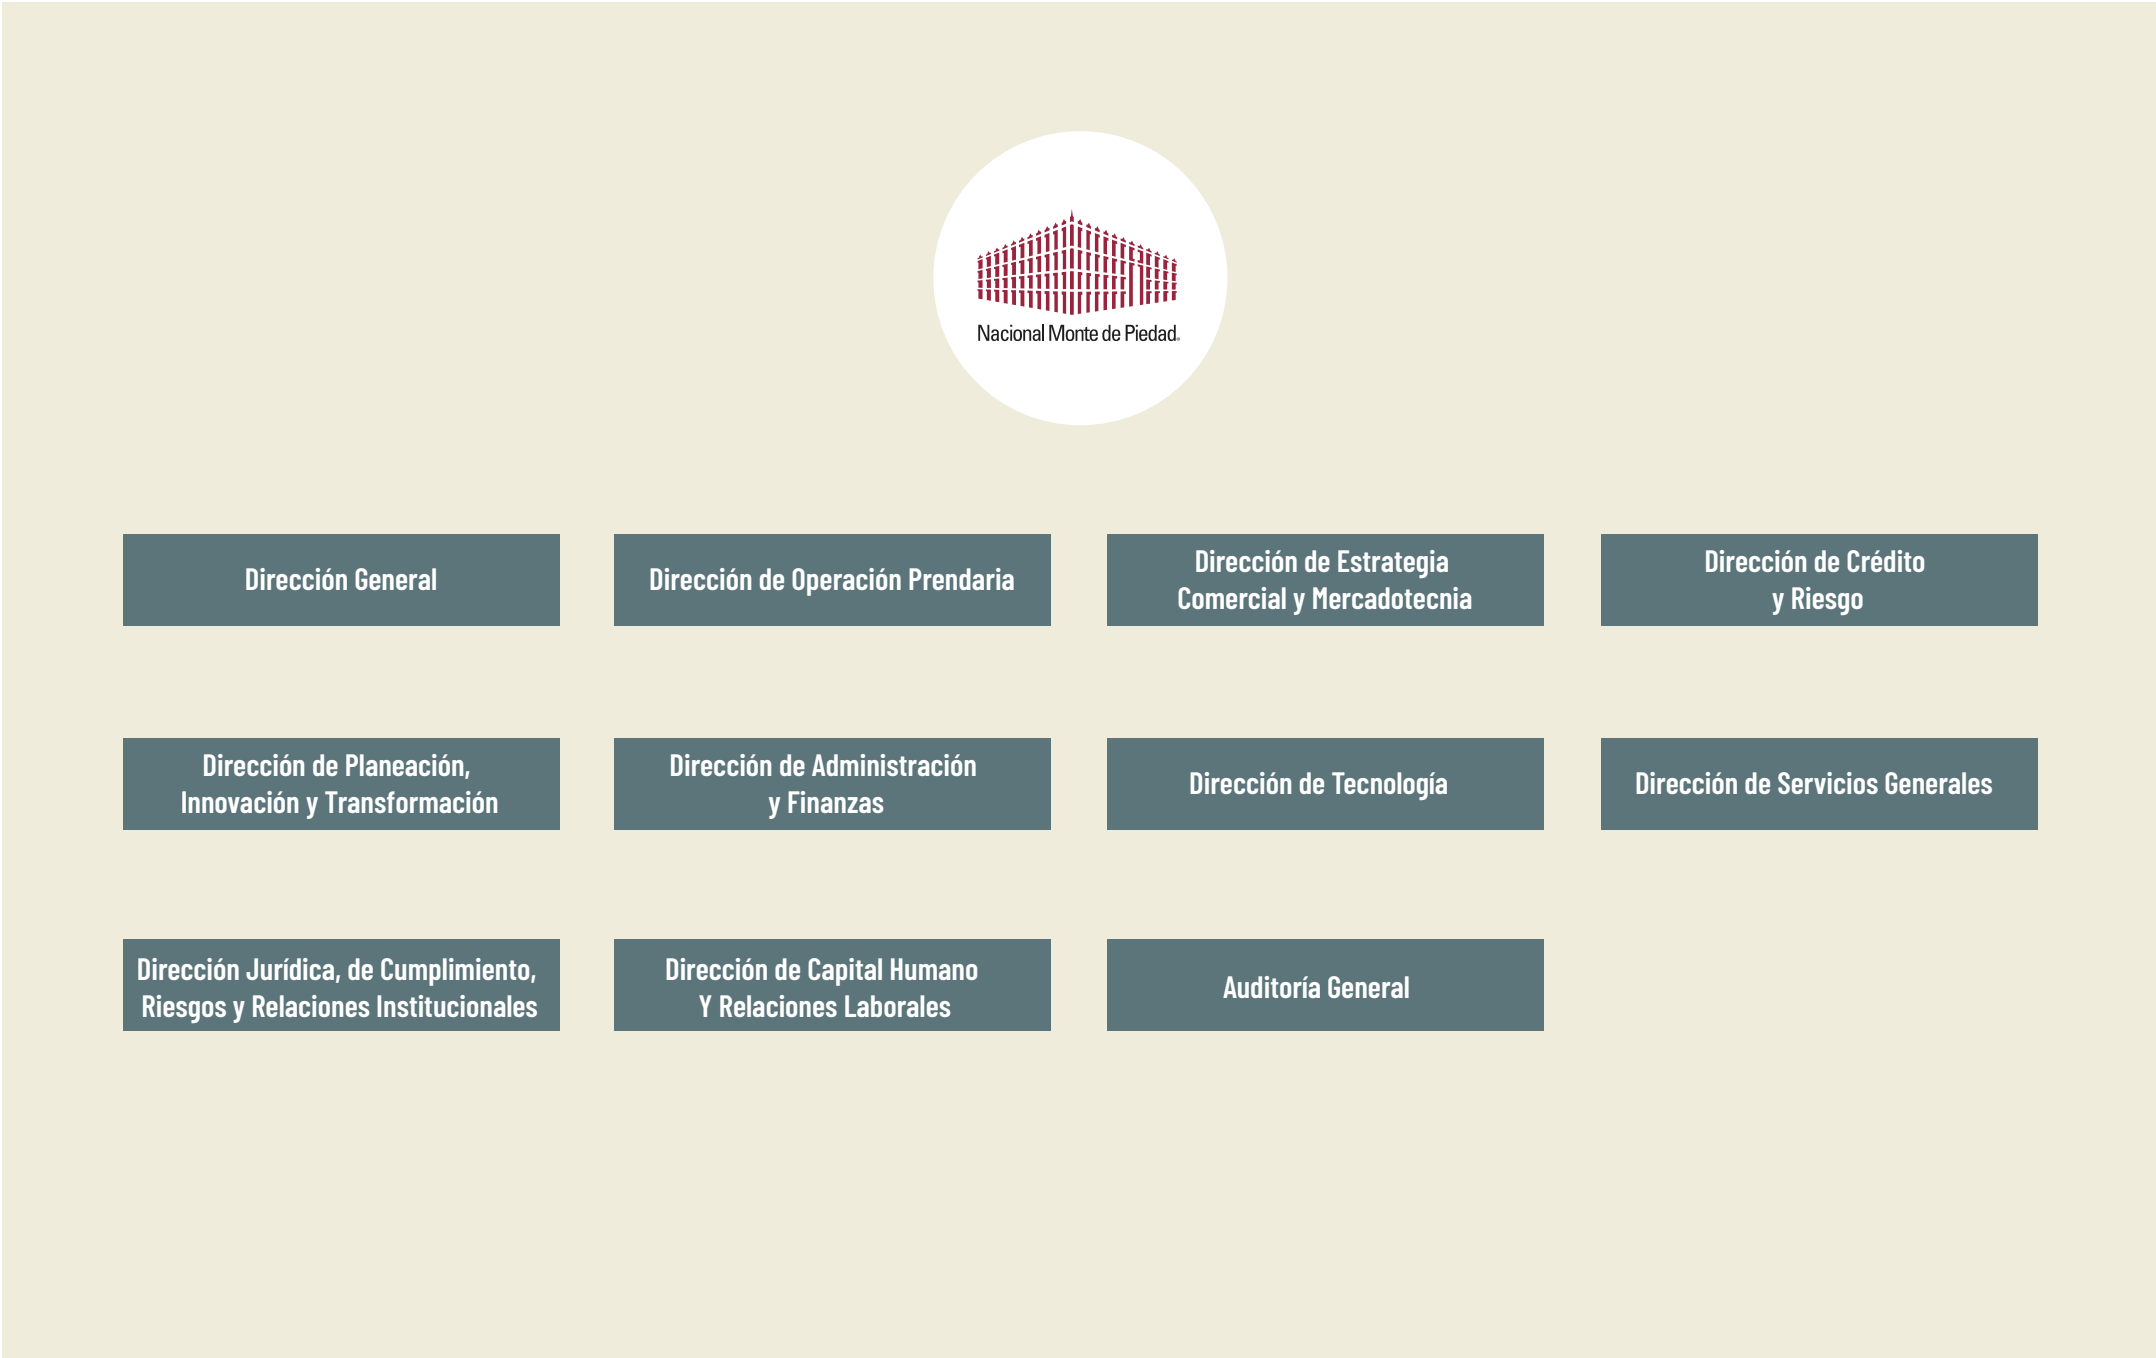 Nacional Monte de Piedad®
Dirección General
Dirección de Operación Prendaria
Dirección de Estrategia
Comercial y Mercadotecnia
Dirección de Crédito
y Riesgo
Dirección de Planeación,
Innovación y Transformación
Dirección de Administración
y Finanzas
Dirección de Tecnología
Dirección de Servicios Generales
Dirección Jurídica, de Cumplimiento,
Riesgos y Relaciones Institucionales
Dirección de Capital Humano
Y Relaciones Laborales
Auditoría General